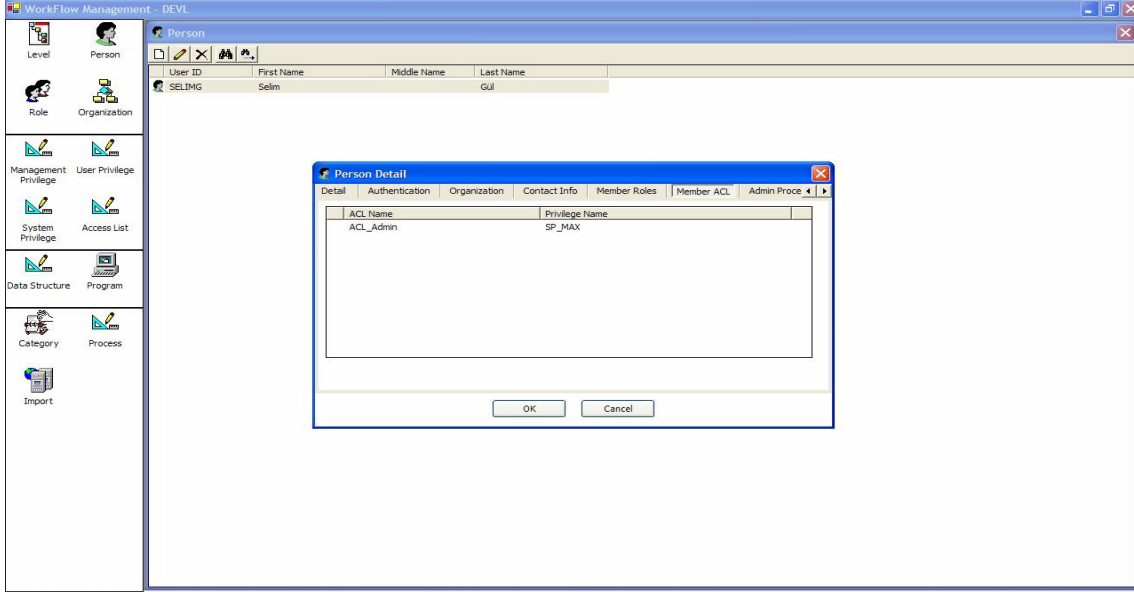 WorkFlow Management - DEVL
Level
Person
Role
Organization
Management Privilege
User Privilege
System Privilege
Access List
Data Structure
Program
Category
Process
Import
Person
User ID First Name Middle Name Last Name
SELIMG Selim Gül
Person Detail
Detail Authentication Organization Contact Info Member Roles Member ACL Admin Proce
ACL Name Privilege Name
ACL_Admin SP_MAX
OK Cancel